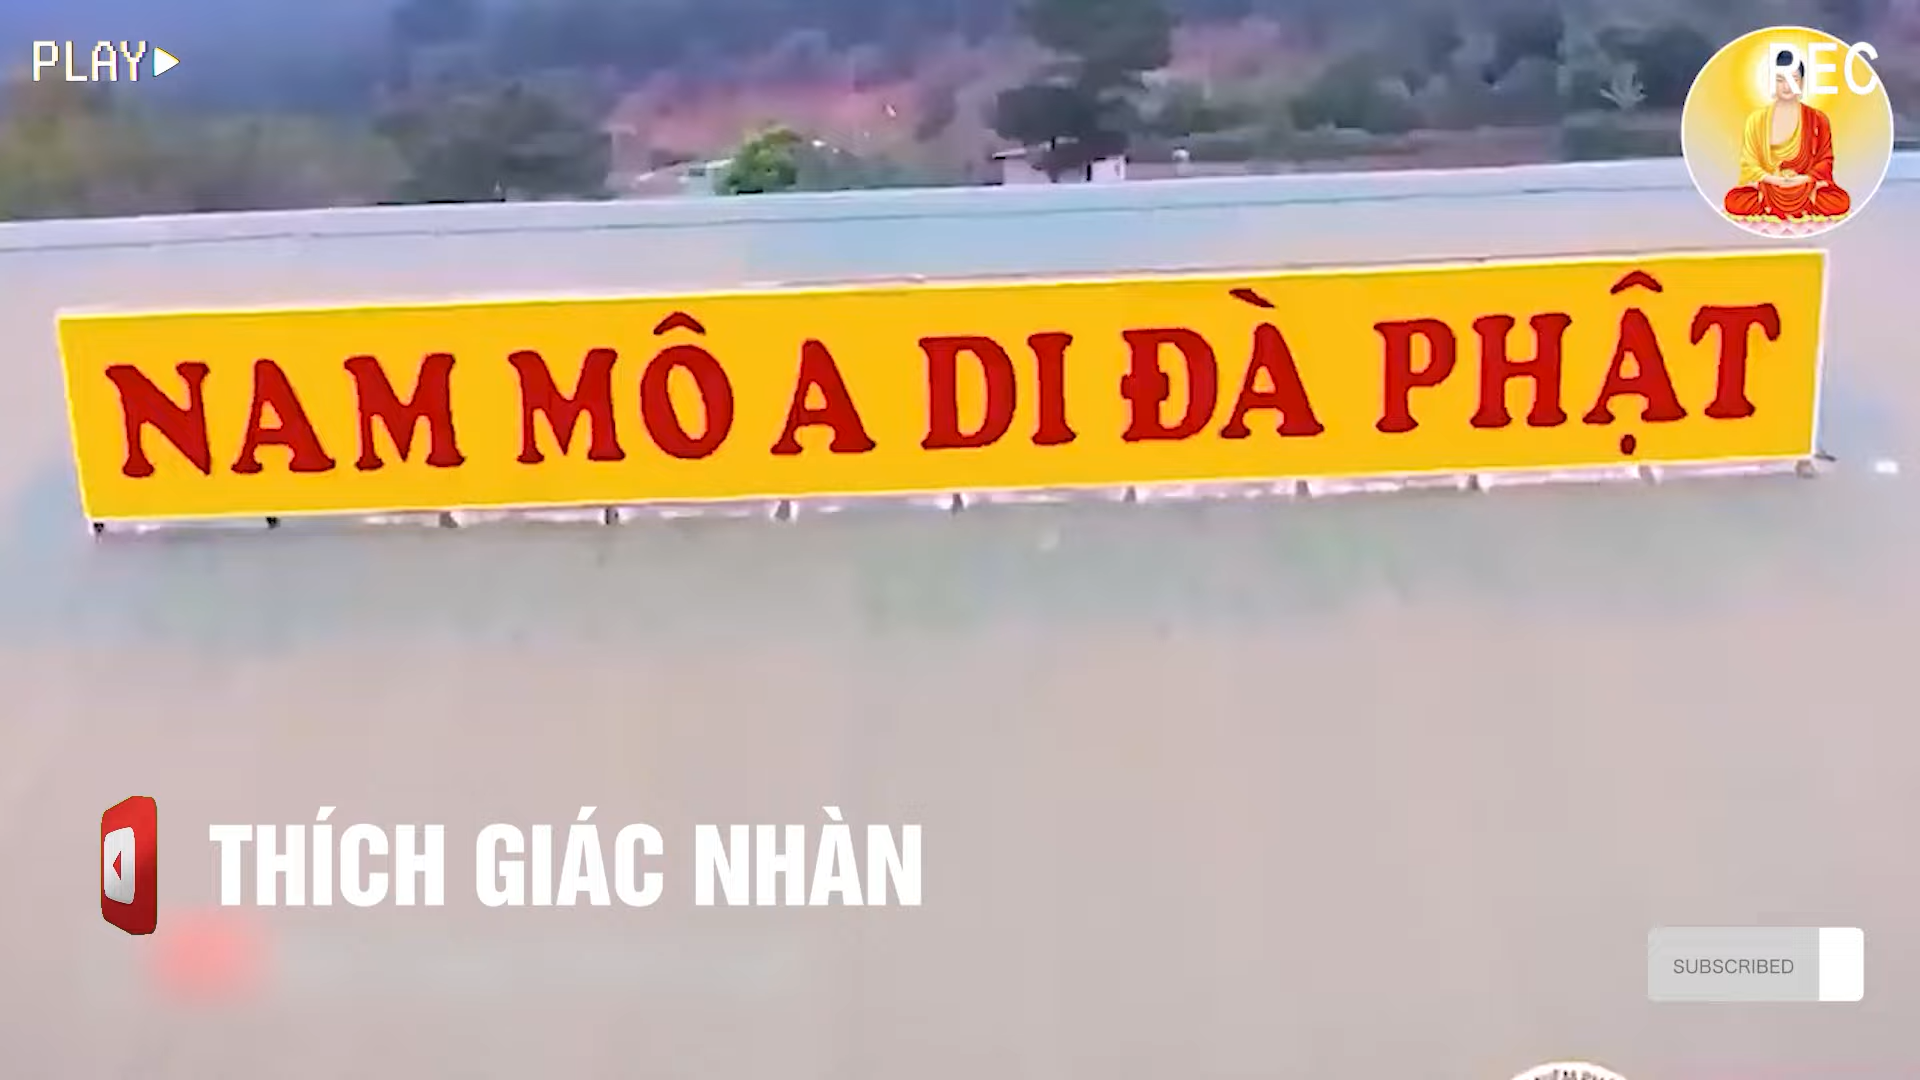 PLAY
REC
NAM MÔ A DI ĐÀ PHẬT
THÍCH GIÁC NHÀN
SUBSCRIBED